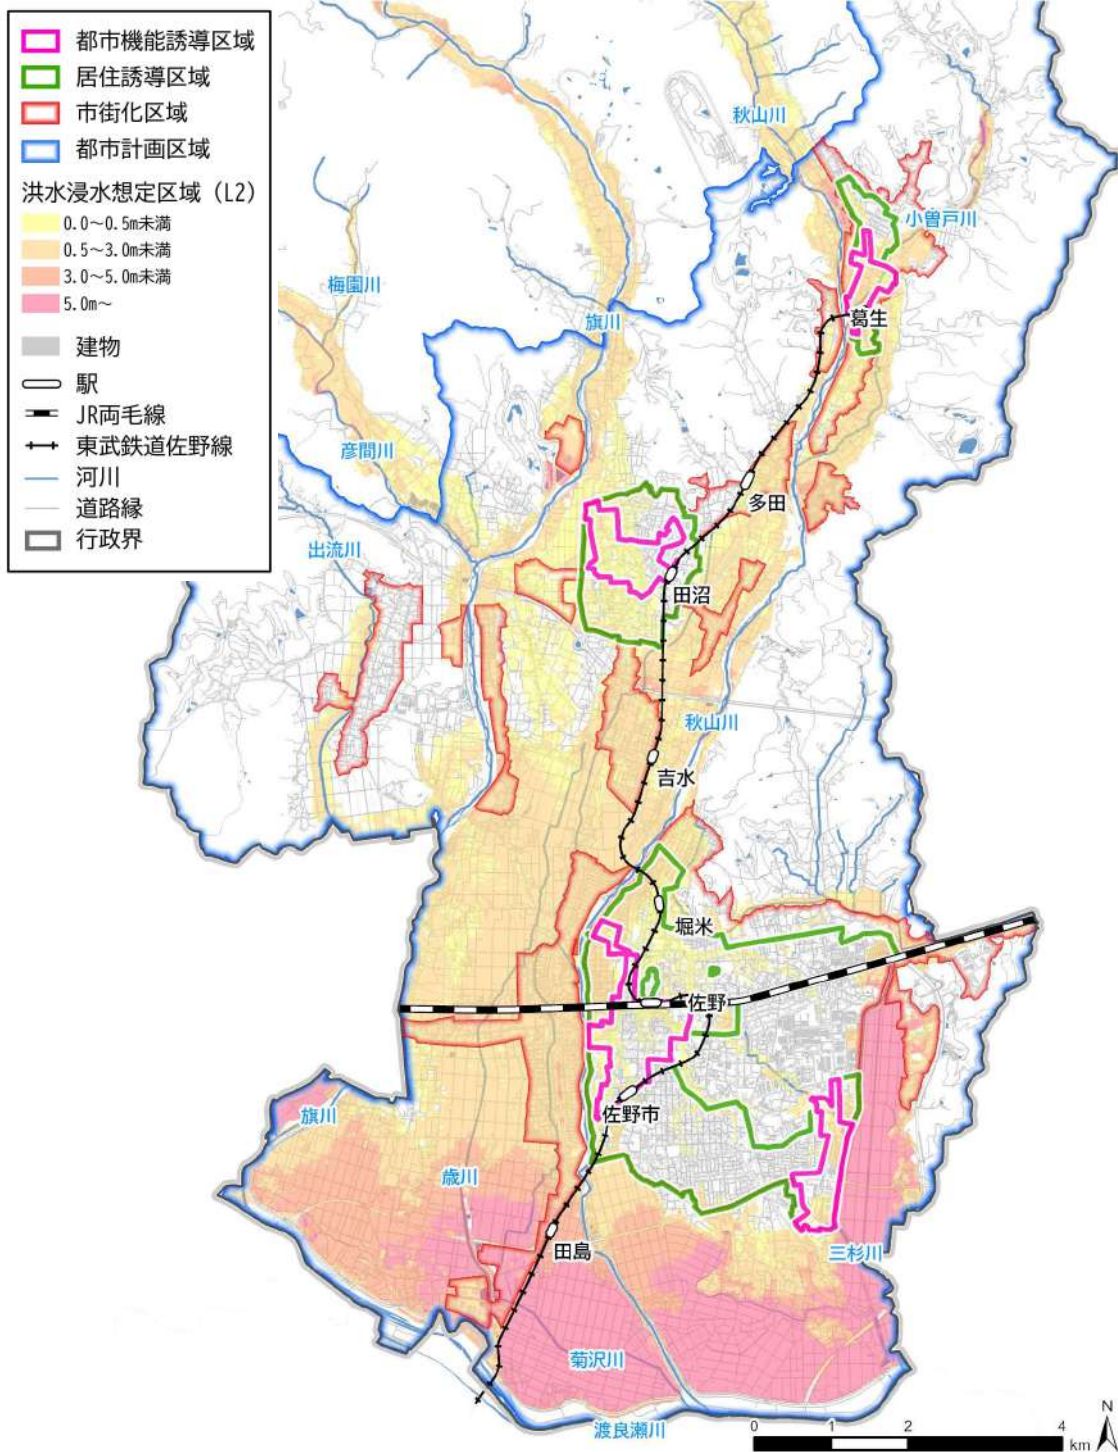 都市機能誘導区域
居住誘導区域
市街化区域
都市計画区域
洪水浸水想定区域（L2）
0.0～0.5m未満
0.5～3.0m未満
3.0～5.0m未満
5.0m～
建物
駅
JR両毛線
東武鉄道佐野線
河川
道路縁
行政界
秋山川
小曽戸川
梅園川
旗川
葛生
彦間川
多田
出流川
田沼
秋山川
吉水
堀米
佐野
旗川
佐野市
歳川
田島
三杉川
菊沢川
渡良瀬川
0 1 2 4
km
N